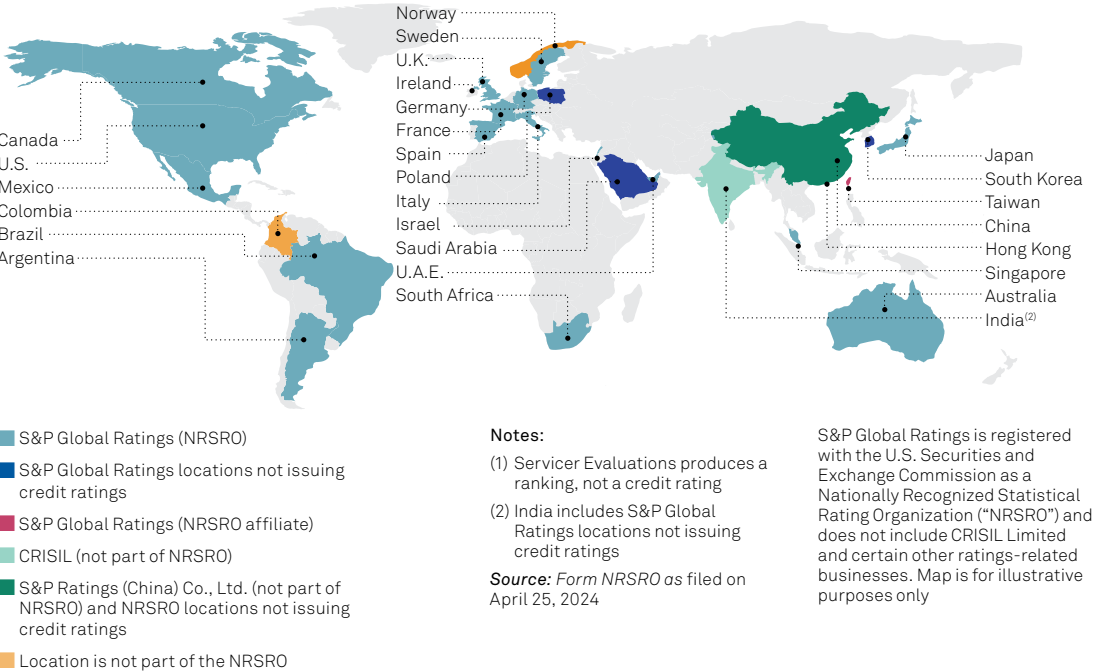 Norway
Sweden
U.K.
Ireland
Germany
France
Spain
Poland
Italy
Israel
Saudi Arabia
U.A.E.
South Africa
Canada
U.S.
Mexico
Colombia
Brazil
Argentina
Japan
South Korea
Taiwan
China
Hong Kong
Singapore
Australia
India(2)
S&P Global Ratings (NRSRO)
S&P Global Ratings locations not issuing
credit ratings
S&P Global Ratings (NRSRO affiliate)
CRISIL (not part of NRSRO)
S&P Ratings (China) Co., Ltd. (not part of
NRSRO) and NRSRO locations not issuing
credit ratings
Location is not part of the NRSRO
Notes:
(1) Servicer Evaluations produces a
ranking, not a credit rating
(2) India includes S&P Global
Ratings locations not issuing
credit ratings
Source: Form NRSRO as filed on
April 25, 2024
S&P Global Ratings is registered
with the U.S. Securities and
Exchange Commission as a
Nationally Recognized Statistical
Rating Organization (“NRSRO”) and
does not include CRISIL Limited
and certain other ratings-related
businesses. Map is for illustrative
purposes only